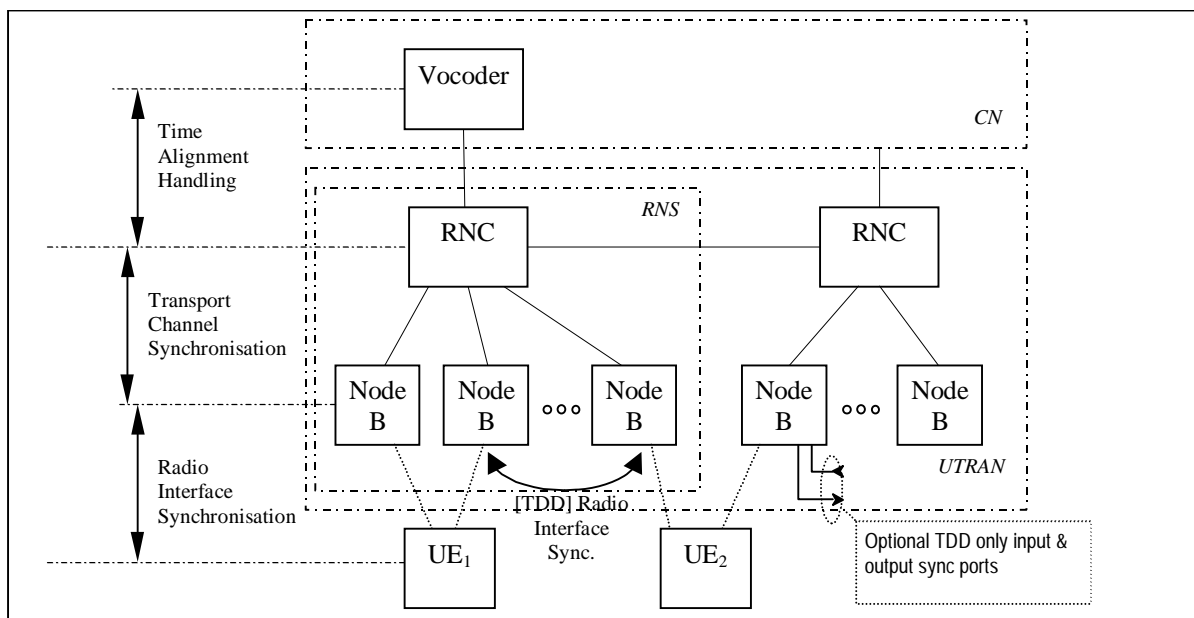 Vocoder
CN
Time
Alignment
Handling
RNS
RNC
RNC
Transport
Channel
Synchronisation
Node
B
Node
B
Node
B
Node
B
Node
B
UTRAN
Radio
Interface
Synchronisation
[TDD] Radio
Interface
Sync.
UE1
UE2
Optional TDD only input &
output sync ports